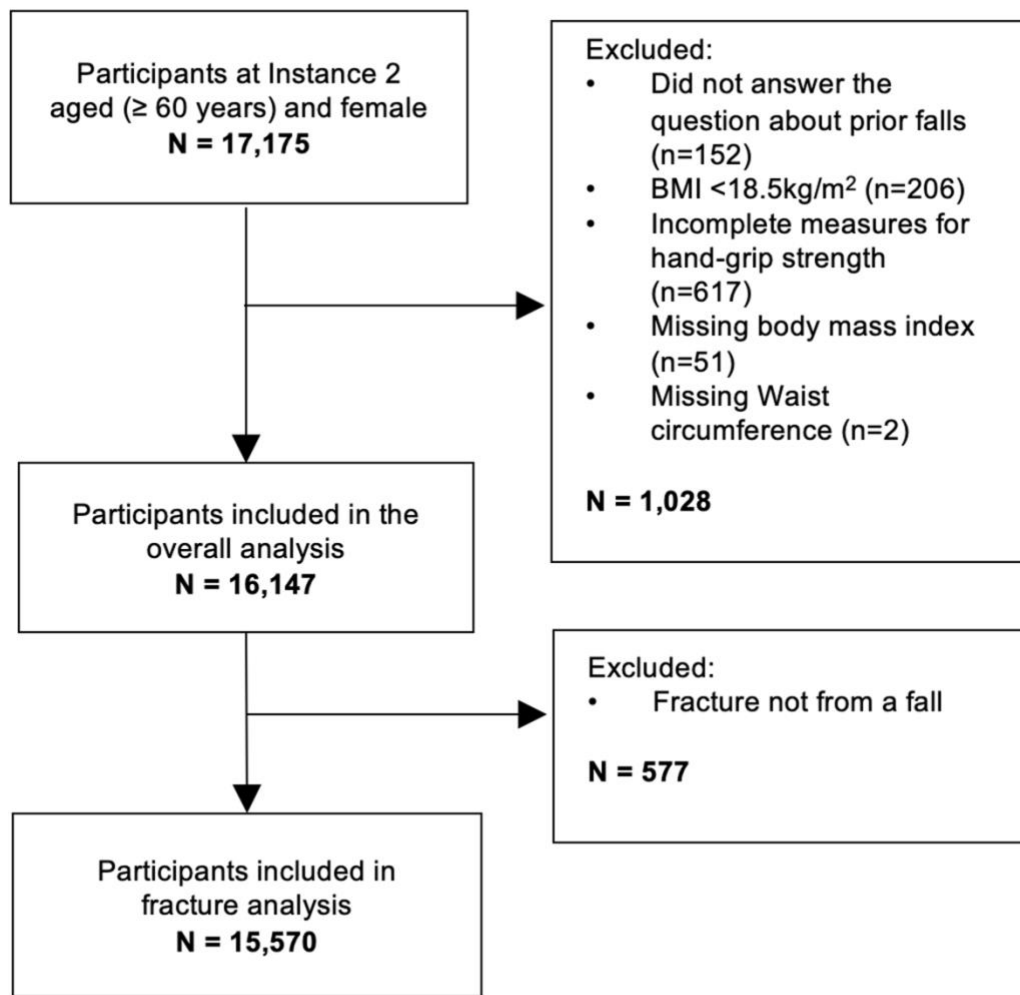 Participants at Instance 2
aged (≥ 60 years) and female
N = 17,175
Excluded:
• Did not answer the
question about prior falls
(n=152)
• BMI <18.5kg/m² (n=206)
• Incomplete measures for
hand-grip strength
(n=617)
• Missing body mass index
(n=51)
• Missing Waist
circumference (n=2)
N = 1,028
Participants included in the
overall analysis
N = 16,147
Excluded:
• Fracture not from a fall
N = 577
Participants included in
fracture analysis
N = 15,570